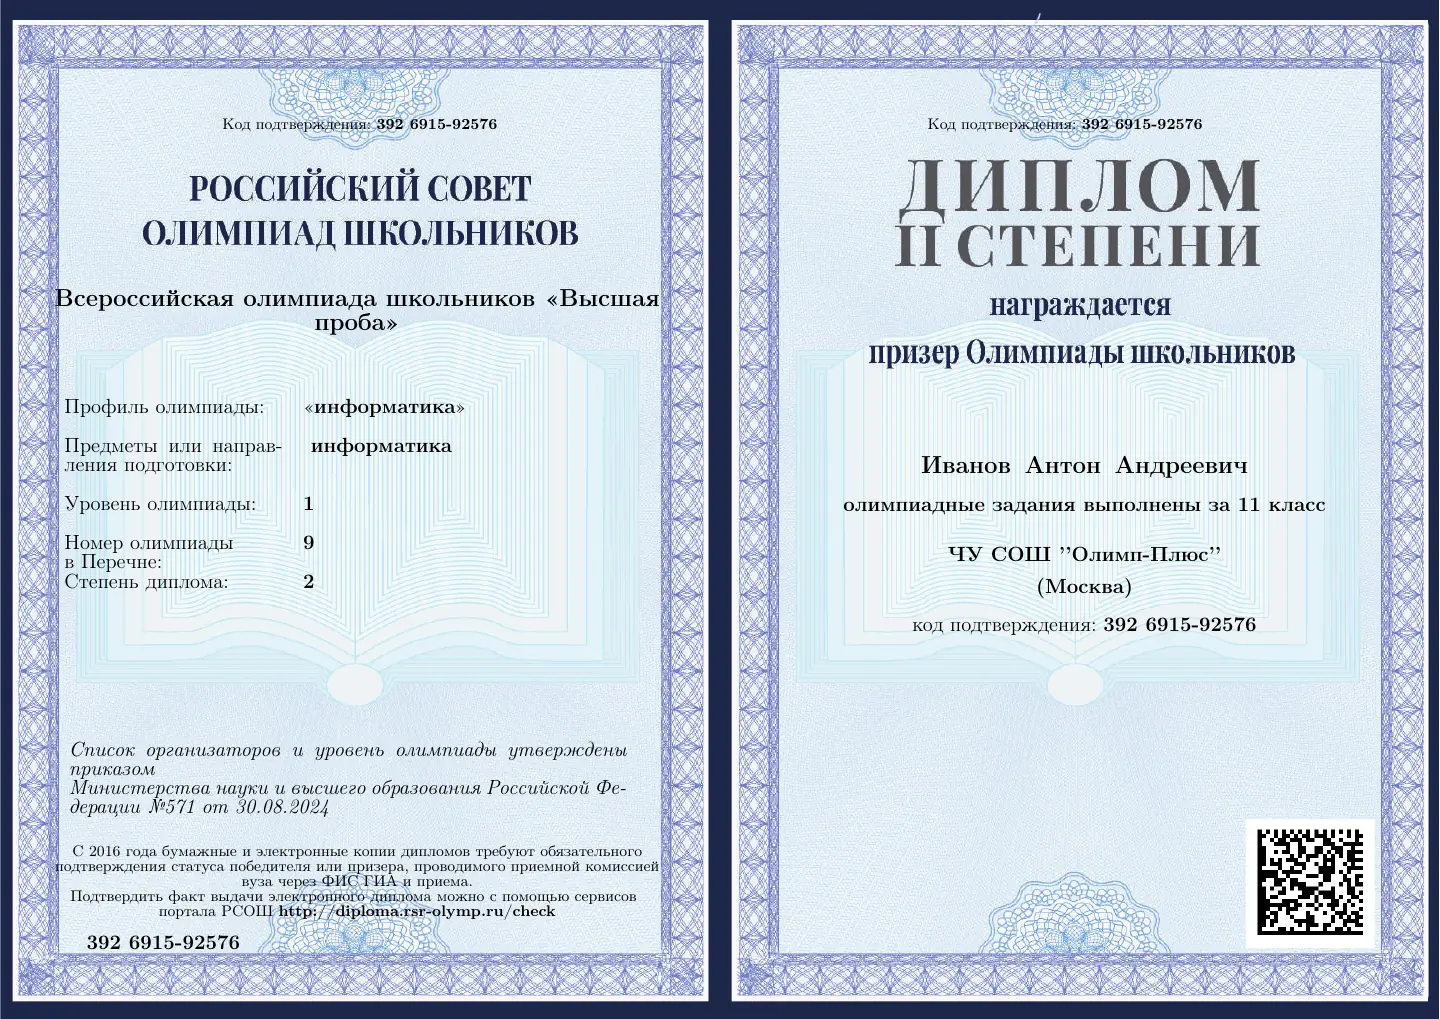 Код подтверждения: 392 6915-92576
РОССИЙСКИЙ СОВЕТ
ОЛИМПИАД ШКОЛЬНИКОВ
Всероссийская олимпиада школьников «Высшая
проба»
Профиль олимпиады: «информатика»
Предметы или направ- информатика
ления подготовки:
Уровень олимпиады: 1
Номер олимпиады 9
в Перечне:
Степень диплома: 2
Список организаторов и уровень олимпиады утверждены
приказом
Министерства науки и высшего образования Российской Фе-
дерации №571 от 30.08.2024
С 2016 года бумажные и электронные копии дипломов требуют обязательного
подтверждения статуса победителя или призера, проводимого приемной комиссией
вуза через ФИС ГИА и приема.
Подтвердить факт выдачи электронного диплома можно с помощью сервисов
портала РСОШ http://diploma.rsr-olymp.ru/check
392 6915-92576
Код подтверждения: 392 6915-92576
ДИПЛОМ
II СТЕПЕНИ
награждается
призер Олимпиады школьников
Иванов Антон Андреевич
олимпиадные задания выполнены за 11 класс
ЧУ СОШ ”Олимп-Плюс”
(Москва)
код подтверждения: 392 6915-92576